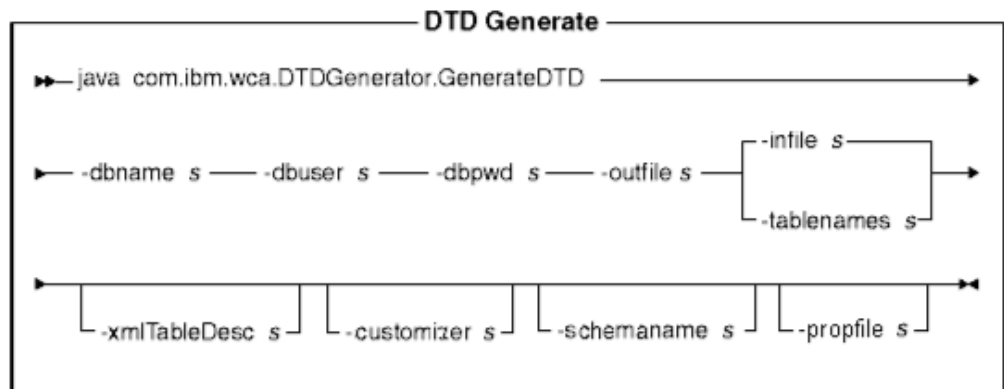 DTD Generate
java com.ibm.wca.DTDGenerator.GenerateDTD
-dbname s -dbuser s -dbpwd s -outfile s -infile s
-tablenames s
-xmlTableDesc s -customizer s -schemaname s -propfile s